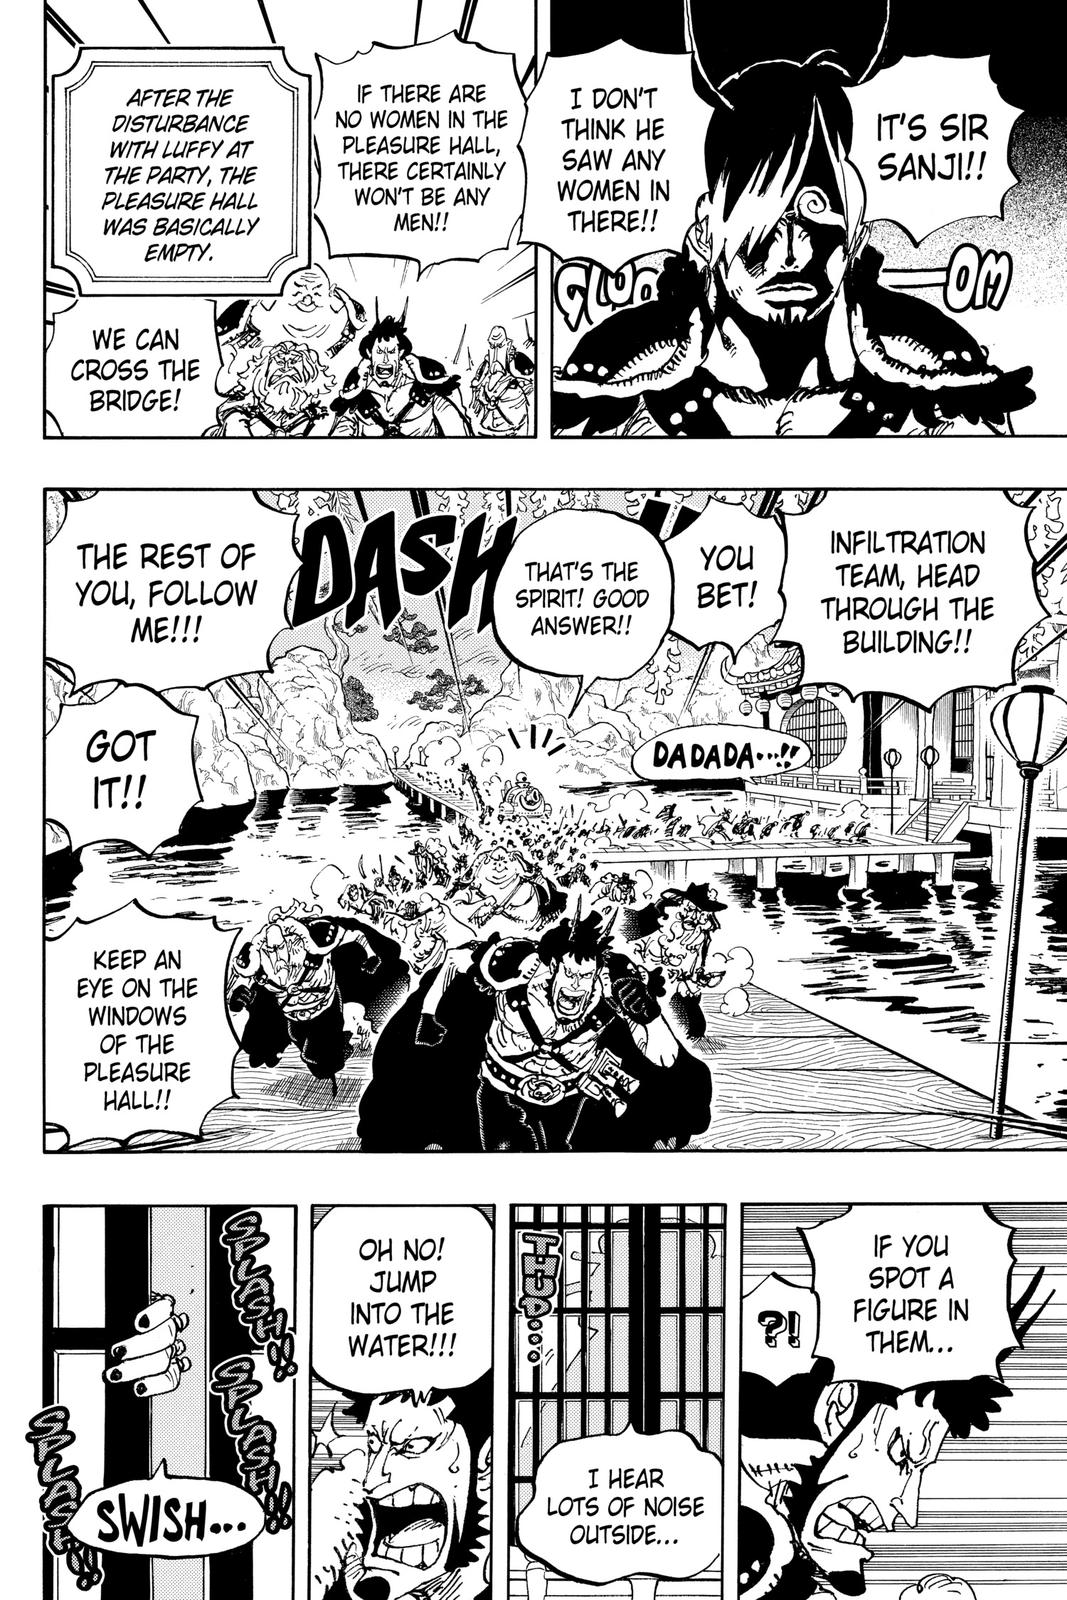 IT'S SIR
SANJI!!
I DON'T
THINK HE
SAW ANY
WOMEN IN
THERE!!
OM
IF THERE ARE
NO WOMEN IN THE
PLEASURE HALL,
THERE CERTAINLY
WON'T BE ANY
MEN!!
AFTER THE
DISTURBANCE
WITH LUFFY AT
THE PARTY, THE
PLEASURE HALL
WAS BASICALLY
EMPTY.
WE CAN
CROSS THE
BRIDGE!
INFILTRATION
TEAM, HEAD
THROUGH THE
BUILDING!!
YOU
BET!
THAT'S THE
SPIRIT! GOOD
ANSWER!!
DADADA...!!
DASH
THE REST OF
YOU, FOLLOW
ME!!!
GOT
IT!!
KEEP AN
EYE ON THE
WINDOWS
OF THE
PLEASURE
HALL!!
IF YOU
SPOT A
FIGURE IN
THEM...
?!
THUD...
I HEAR
LOTS OF NOISE
OUTSIDE...
OH NO!
JUMP
INTO THE
WATER!!!
SPLASH!!
SPLASH!!
SPLASH!!
SWISH...